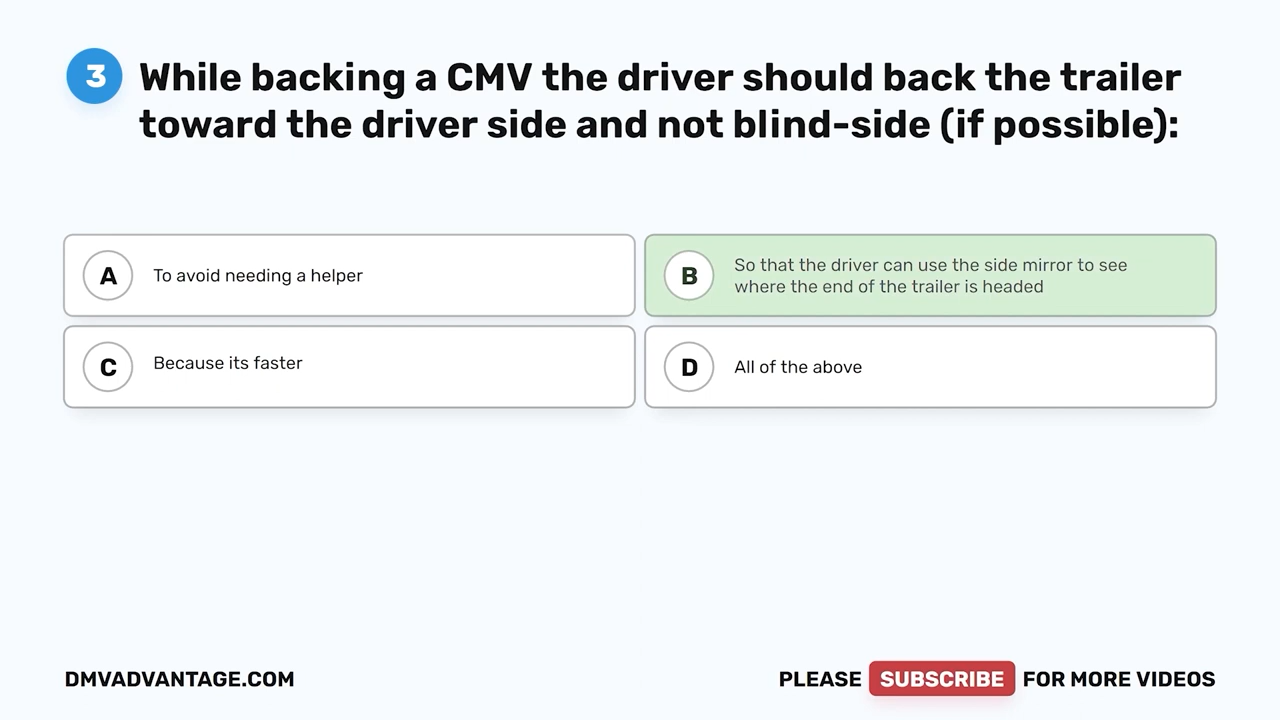 3
While backing a CMV the driver should back the trailer
toward the driver side and not blind-side (if possible):
A
To avoid needing a helper
B
So that the driver can use the side mirror to see
where the end of the trailer is headed
C
Because its faster
D
All of the above
DMVADVANTAGE.COM
PLEASE SUBSCRIBE FOR MORE VIDEOS